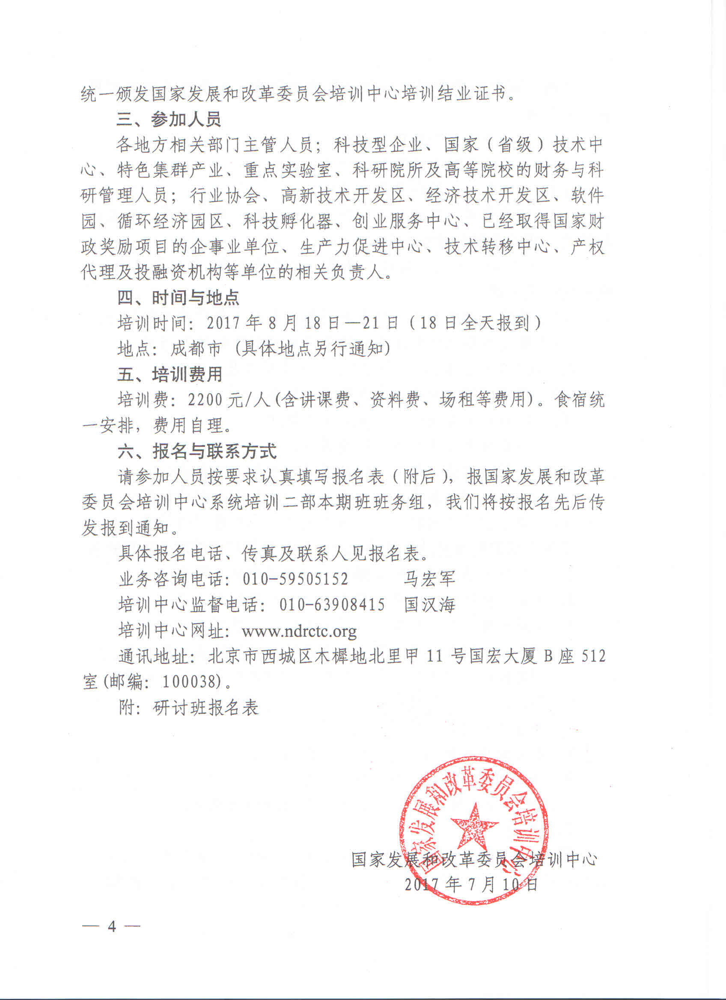 统一颁发国家发展和改革委员会培训中心培训结业证书。
三、参加人员
各地方相关部门主管人员；科技型企业、国家（省级）技术中
心、特色集群产业、重点实验室、科研院所及高等院校的财务与科
研管理人员；行业协会、高新技术开发区、经济技术开发区、软件
园、循环经济园区、科技孵化器、创业服务中心、已经取得国家财
政奖励项目的企事业单位、生产力促进中心、技术转移中心、产权
代理及投融资机构等单位的相关负责人。
四、时间与地点
培训时间：2017 年 8 月 18 日—21 日（18 日全天报到）
地点：成都市 (具体地点另行通知)
五、培训费用
培训费：2200 元/人(含讲课费、资料费、场租等费用)。食宿统
一安排，费用自理。
六、报名与联系方式
请参加人员按要求认真填写报名表（附后），报国家发展和改革
委员会培训中心系统培训二部本期班班务组，我们将按报名先后传
发报到通知。
具体报名电话、传真及联系人见报名表。
业务咨询电话：010-59505152 马宏军
培训中心监督电话：010-63908415 国汉海
培训中心网址：www.ndrctc.org
通讯地址：北京市西城区木樨地北里甲 11 号国宏大厦 B 座 512
室(邮编：100038)。
附：研讨班报名表
国家发展和改革委员会培训中心
国家发展和改革委员会培训中心
2017 年 7 月 10 日
— 4 —